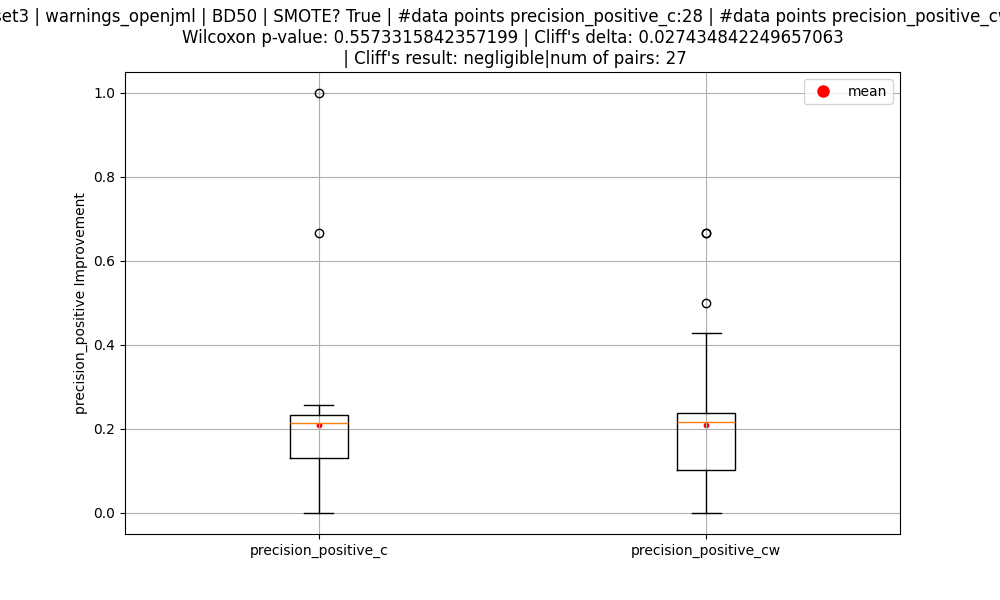 set3 | warnings_openjml | BD50 | SMOTE? True | #data points precision_positive_c:28 | #data points precision_positive_cw
Wilcoxon p-value: 0.5573315842357199 | Cliff's delta: 0.027434842249657063
| Cliff's result: negligible|num of pairs: 27
mean
1.0
0.8
0.6
0.4
0.2
0.0
precision_positive Improvement
precision_positive_c
precision_positive_cw